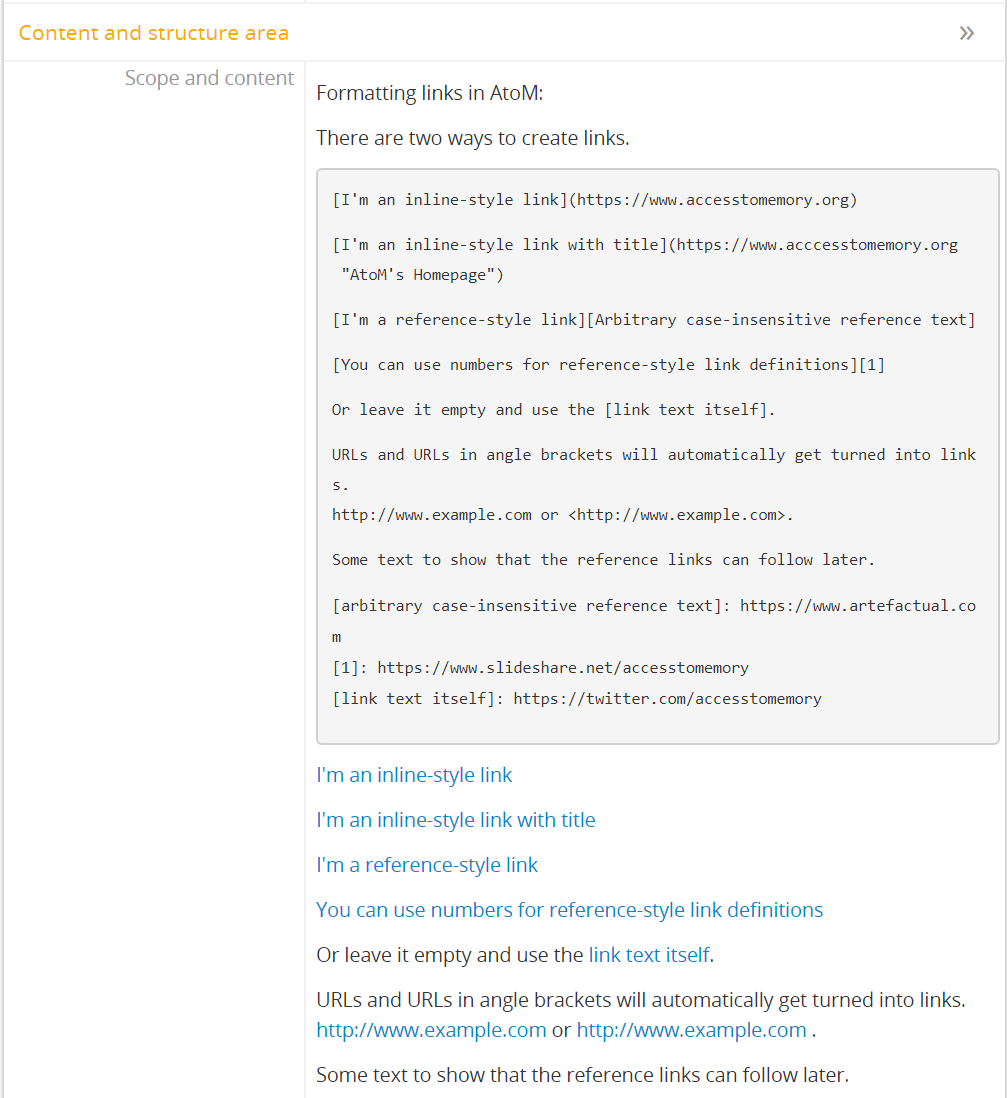 Content and structure area »
Scope and content
Formatting links in AtoM:
There are two ways to create links.
[I'm an inline-style link](https://www.accesstomemory.org)
[I'm an inline-style link with title](https://www.acccesstomemory.org
"AtoM's Homepage")
[I'm a reference-style link][Arbitrary case-insensitive reference text]
[You can use numbers for reference-style link definitions][1]
Or leave it empty and use the [link text itself].
URLs and URLs in angle brackets will automatically get turned into link
s.
http://www.example.com or <http://www.example.com>.
Some text to show that the reference links can follow later.
[arbitrary case-insensitive reference text]: https://www.artefactual.co
m
[1]: https://www.slideshare.net/accesstomemory
[link text itself]: https://twitter.com/accesstomemory
I'm an inline-style link
I'm an inline-style link with title
I'm a reference-style link
You can use numbers for reference-style link definitions
Or leave it empty and use the link text itself.
URLs and URLs in angle brackets will automatically get turned into links.
http://www.example.com or http://www.example.com .
Some text to show that the reference links can follow later.